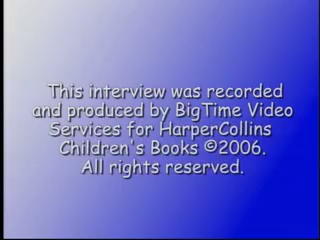 This interview was recorded
and produced by BigTime Video
Services for HarperCollins
Children's Books ©2006.
All rights reserved.